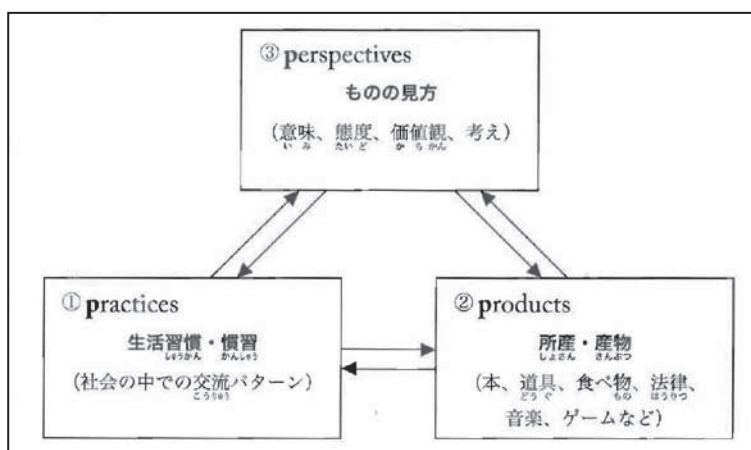 ③ perspectives
ものの見方
(意味、態度、価値観、考え)
いみ たいど かちかん
① practices
生活習慣・慣習
しゅうかん かんしゅう
(社会の中での交流パターン)
こうりゅう
② products
所産・産物
しょさん さんぶつ
(本、道具、食べ物、法律、
どうぐ もの ほうりつ
音楽、ゲームなど)